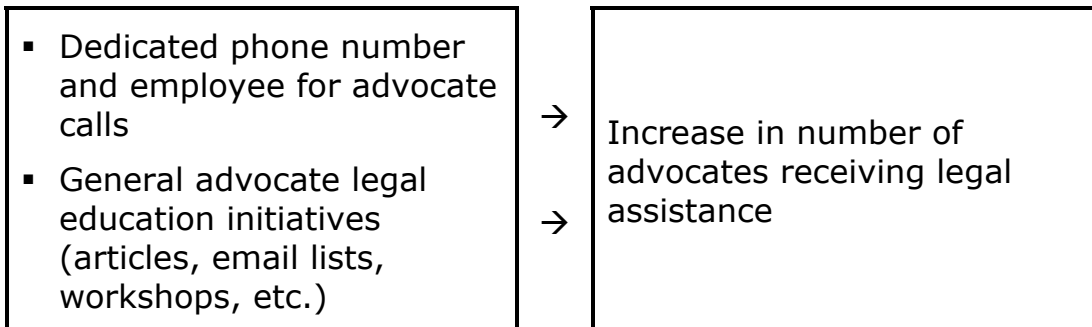 ▪ Dedicated phone number
and employee for advocate
calls
▪ General advocate legal
education initiatives
(articles, email lists,
workshops, etc.)
→
→
Increase in number of
advocates receiving legal
assistance